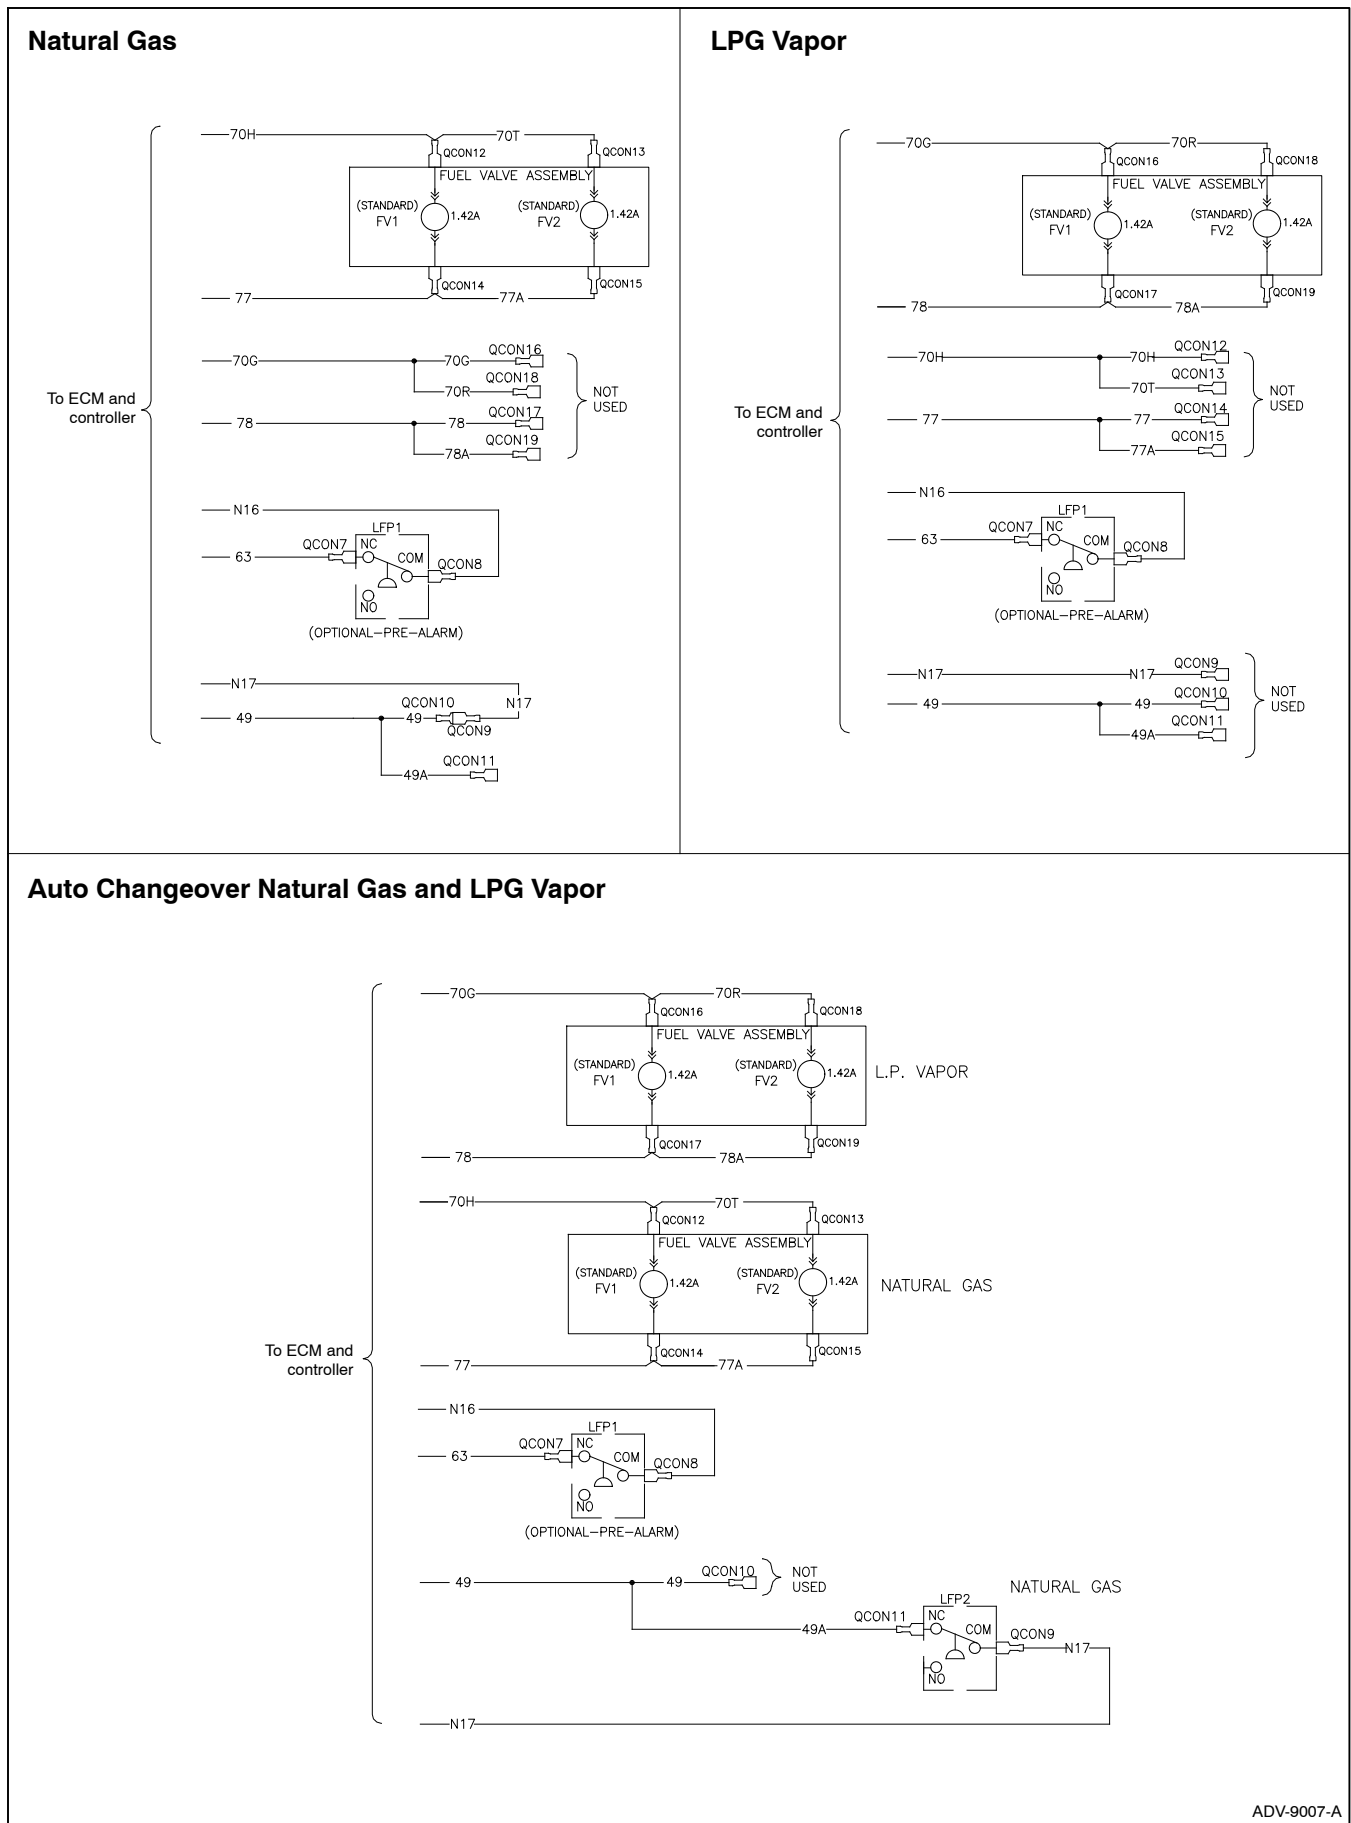 Natural Gas
70H
70T
QCON12
QCON13
FUEL VALVE ASSEMBLY
(STANDARD)
FV1
1.42A
(STANDARD)
FV2
1.42A
QCON14
QCON15
77
77A
70G
70G
QCON16
70R
QCON18
78
78
QCON17
78A
QCON19
NOT
USED
To ECM and
controller
N16
LFP1
63
QCON7
NC
COM
QCON8
NO
(OPTIONAL-PRE-ALARM)
N17
N17
49
49
QCON10
QCON9
49A
QCON11
LPG Vapor
70G
70R
QCON16
QCON18
FUEL VALVE ASSEMBLY
(STANDARD)
FV1
1.42A
(STANDARD)
FV2
1.42A
QCON17
QCON19
78
78A
70H
70H
QCON12
70T
QCON13
77
77
QCON14
77A
QCON15
NOT
USED
To ECM and
controller
N16
LFP1
63
QCON7
NC
COM
QCON8
NO
(OPTIONAL-PRE-ALARM)
N17
N17
QCON9
49
49
QCON10
49A
QCON11
NOT
USED
Auto Changeover Natural Gas and LPG Vapor
70G
70R
QCON16
QCON18
FUEL VALVE ASSEMBLY
(STANDARD)
FV1
1.42A
(STANDARD)
FV2
1.42A
L.P. VAPOR
QCON17
QCON19
78
78A
70H
70T
QCON12
QCON13
FUEL VALVE ASSEMBLY
(STANDARD)
FV1
1.42A
(STANDARD)
FV2
1.42A
NATURAL GAS
QCON14
QCON15
77
77A
To ECM and
controller
N16
LFP1
63
QCON7
NC
COM
QCON8
NO
(OPTIONAL-PRE-ALARM)
49
49
QCON10
NOT
USED
NATURAL GAS
LFP2
49A
QCON11
NC
COM
QCON9
N17
NO
N17
ADV-9007-A